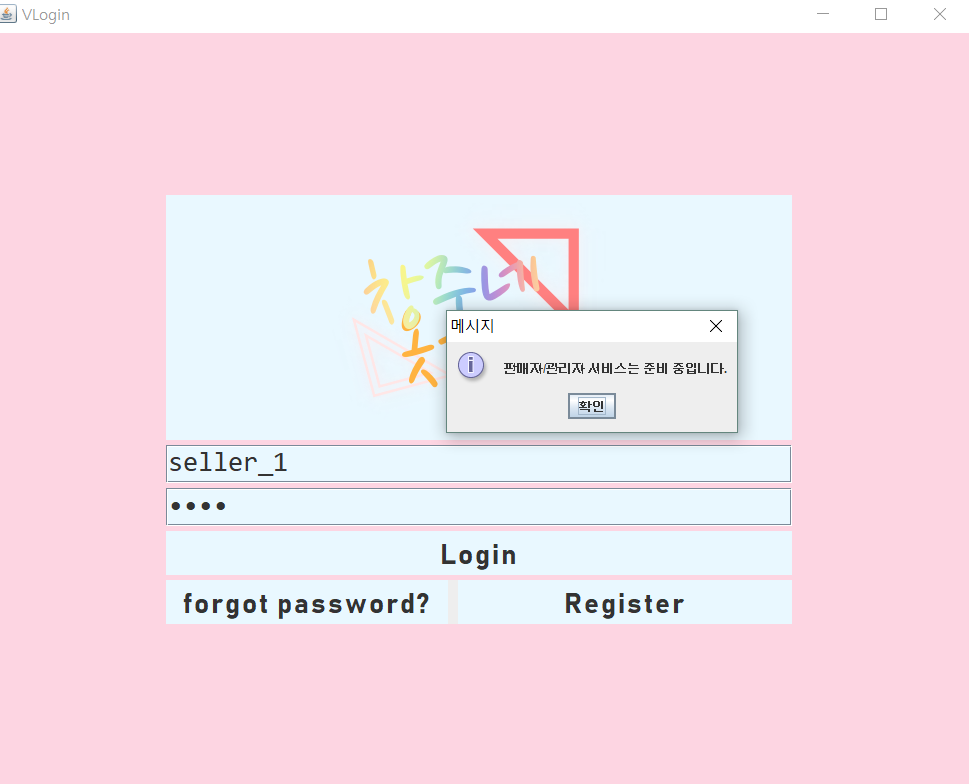 VLogin
창주네
메시지
판매자/관리자 서비스는 준비 중입니다.
확인
seller_1
••••
Login
forgot password?
Register